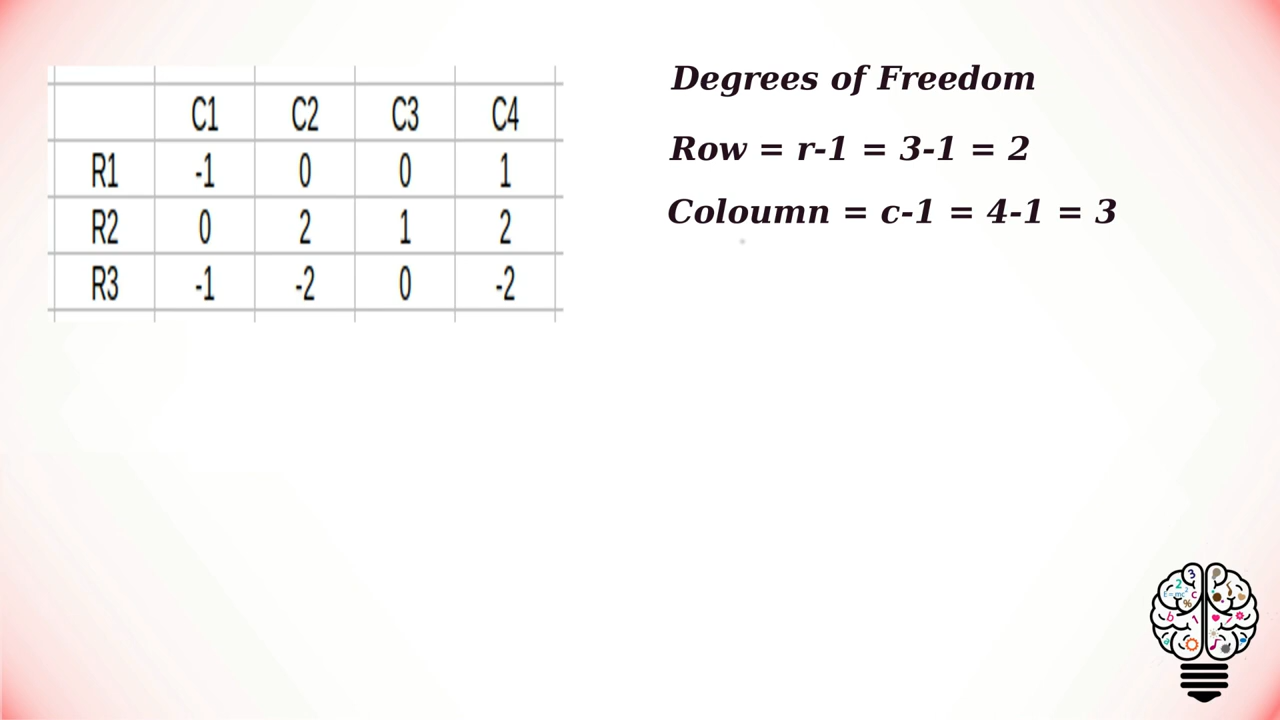 C1 C2 C3 C4
R1 -1 0 0 1
R2 0 2 1 2
R3 -1 -2 0 -2
Degrees of Freedom
Row = r-1 = 3-1 = 2
Coloumn = c-1 = 4-1 = 3